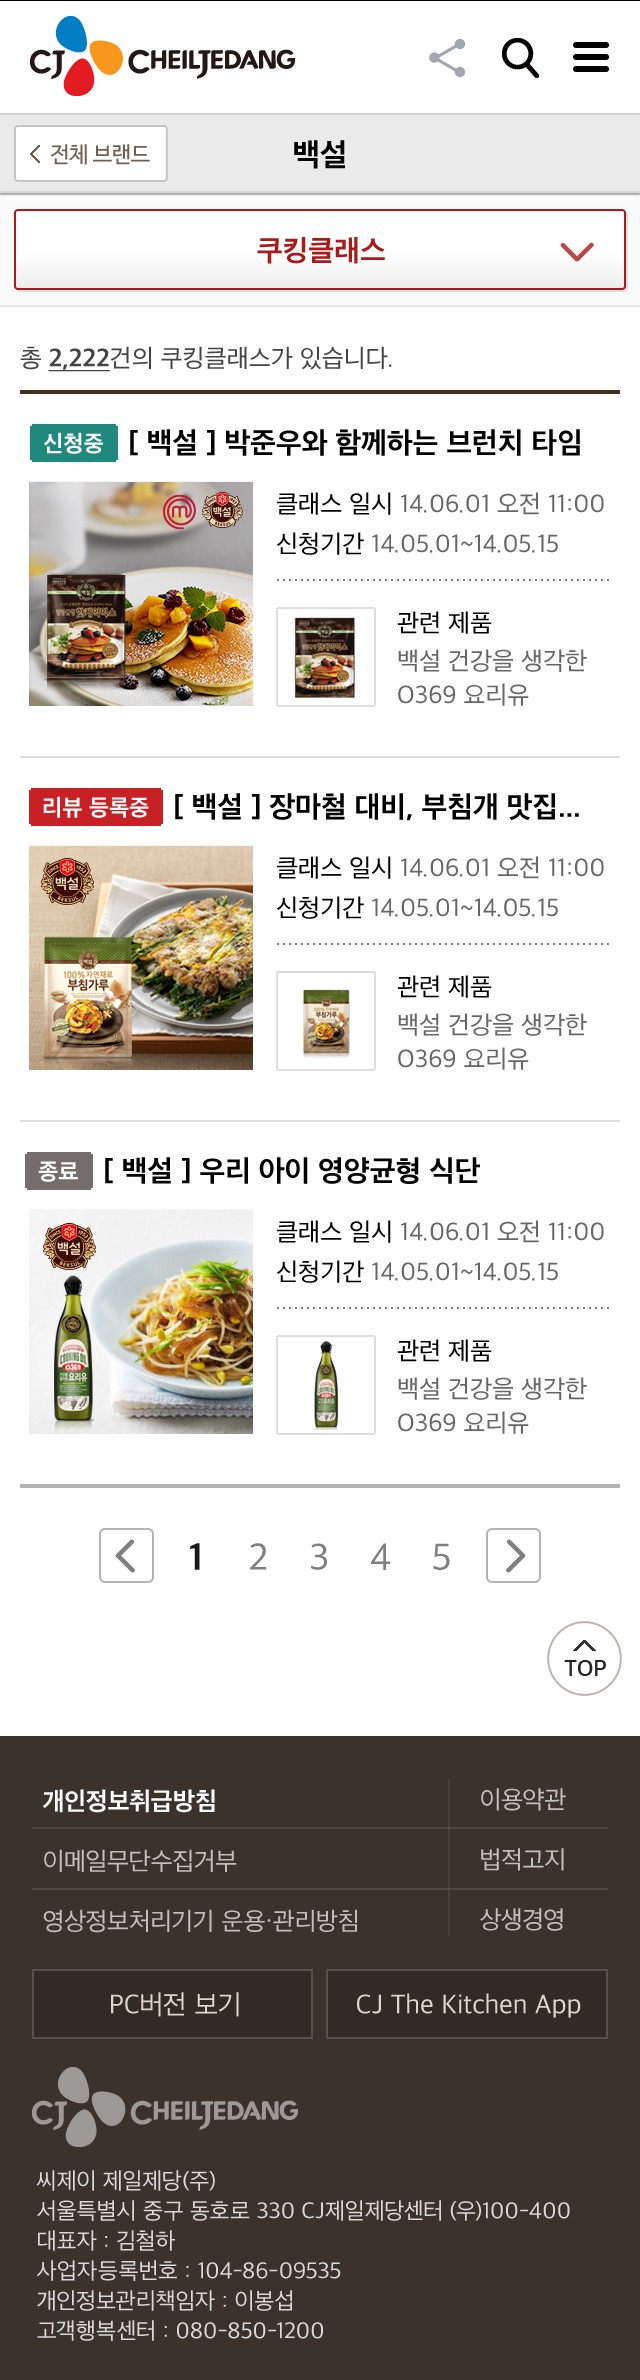 CJ CHEILJEDANG
전체 브랜드
백설
쿠킹클래스
총 2,222건의 쿠킹클래스가 있습니다.
신청중 [ 백설 ] 박준우와 함께하는 브런치 타임
m 백설
클래스 일시 14.06.01 오전 11:00
신청기간 14.05.01~14.05.15
관련 제품
백설 건강을 생각한
O369 요리유
리뷰 등록중 [ 백설 ] 장마철 대비, 부침개 맛집...
백설
BEKSUL
100% 자연재료
부침가루
클래스 일시 14.06.01 오전 11:00
신청기간 14.05.01~14.05.15
부침가루
관련 제품
백설 건강을 생각한
O369 요리유
종료 [ 백설 ] 우리 아이 영양균형 식단
백설
BEKSUL
O369
요리유
클래스 일시 14.06.01 오전 11:00
신청기간 14.05.01~14.05.15
관련 제품
백설 건강을 생각한
O369 요리유
1 2 3 4 5
TOP
개인정보취급방침 이용약관
이메일무단수집거부 법적고지
영상정보처리기기 운용·관리방침 상생경영
PC버전 보기 CJ The Kitchen App
CJ CHEILJEDANG
씨제이 제일제당(주)
서울특별시 중구 동호로 330 CJ제일제당센터 (우)100-400
대표자 : 김철하
사업자등록번호 : 104-86-09535
개인정보관리책임자 : 이봉섭
고객행복센터 : 080-850-1200